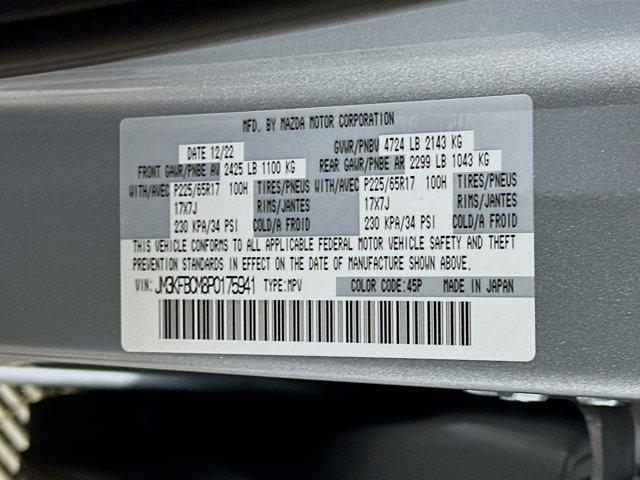 MFD. BY MAZDA MOTOR CORPORATION
DATE 12/22 GVWR/PNBV 4724 LB 2143 KG
FRONT GAWR/PNBE AV 2425 LB 1100 KG REAR GAWR/PNBE AR 2299 LB 1043 KG
WITH/AVEC P225/65R17 100H TIRES/PNEUS WITH/AVEC P225/65R17 100H TIRES/PNEUS
17X7J RIMS/JANTES 17X7J RIMS/JANTES
230 KPA/34 PSI COLD/A FROID 230 KPA/34 PSI COLD/A FROID
THIS VEHICLE CONFORMS TO ALL APPLICABLE FEDERAL MOTOR VEHICLE SAFETY AND THEFT
PREVENTION STANDARDS IN EFFECT ON THE DATE OF MANUFACTURE SHOWN ABOVE.
VIN: JM3KFBCM8P0175941 TYPE:MPV COLOR CODE:45P MADE IN JAPAN